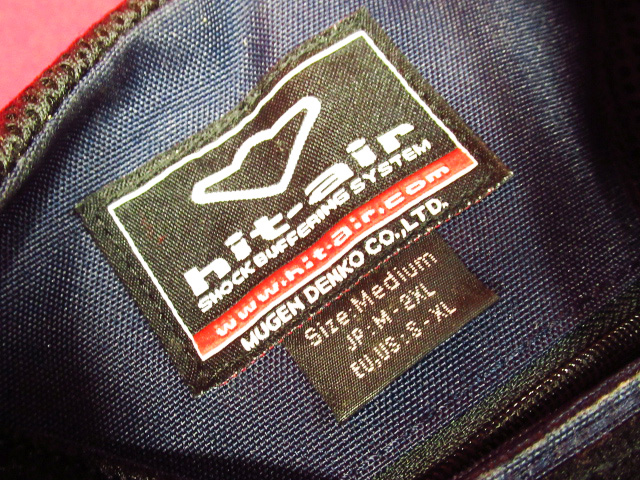 hit-air
SHOCK BUFFERING SYSTEM
www.hit-air.com
MUGEN DENKO CO.,LTD.
Size Medium
JP-M-2XL
EU,US-S-XL